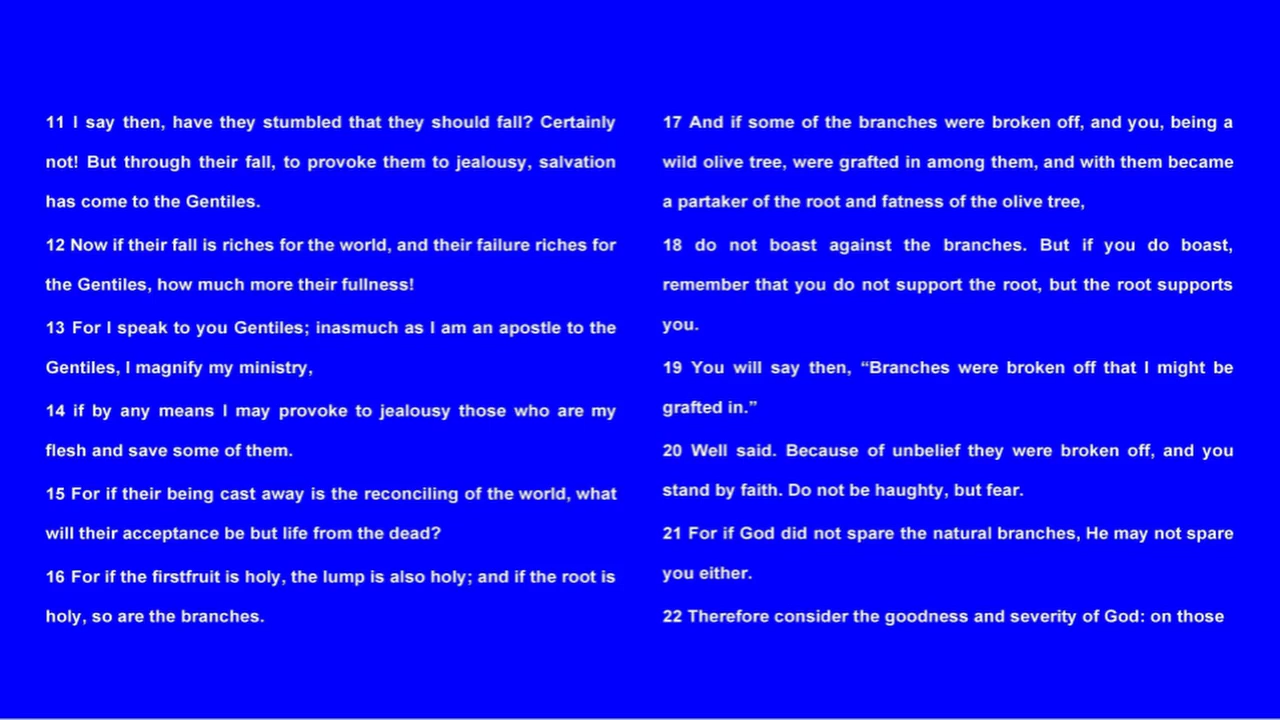 11 I say then, have they stumbled that they should fall? Certainly
not! But through their fall, to provoke them to jealousy, salvation
has come to the Gentiles.
12 Now if their fall is riches for the world, and their failure riches for
the Gentiles, how much more their fullness!
13 For I speak to you Gentiles; inasmuch as I am an apostle to the
Gentiles, I magnify my ministry,
14 if by any means I may provoke to jealousy those who are my
flesh and save some of them.
15 For if their being cast away is the reconciling of the world, what
will their acceptance be but life from the dead?
16 For if the firstfruit is holy, the lump is also holy; and if the root is
holy, so are the branches.
17 And if some of the branches were broken off, and you, being a
wild olive tree, were grafted in among them, and with them became
a partaker of the root and fatness of the olive tree,
18 do not boast against the branches. But if you do boast,
remember that you do not support the root, but the root supports
you.
19 You will say then, “Branches were broken off that I might be
grafted in.”
20 Well said. Because of unbelief they were broken off, and you
stand by faith. Do not be haughty, but fear.
21 For if God did not spare the natural branches, He may not spare
you either.
22 Therefore consider the goodness and severity of God: on those